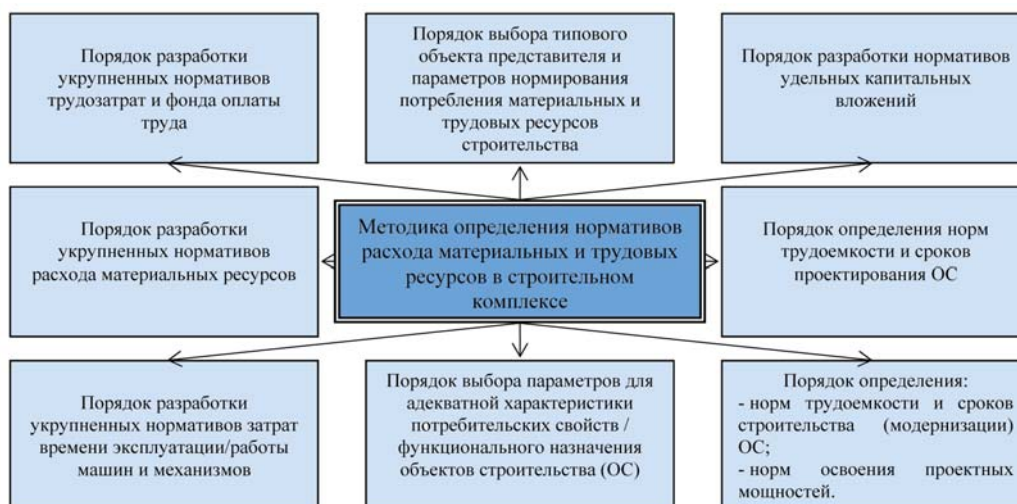 Порядок разработки
укрупненных нормативов
трудозатрат и фонда оплаты
труда
Порядок выбора типового
объекта представителя и
параметров нормирования
потребления материальных и
трудовых ресурсов
строительства
Порядок разработки нормативов
удельных капитальных
вложений
Порядок разработки
укрупненных нормативов
расхода материальных ресурсов
Методика определения нормативов
расхода материальных и трудовых
ресурсов в строительном
комплексе
Порядок определения норм
трудоемкости и сроков
проектирования ОС
Порядок разработки
укрупненных нормативов затрат
времени эксплуатации/работы
машин и механизмов
Порядок выбора параметров для
адекватной характеристики
потребительских свойств /
функционального назначения
объектов строительства (ОС)
Порядок определения:
- норм трудоемкости и сроков
строительства (модернизации)
ОС;
- норм освоения проектных
мощностей.